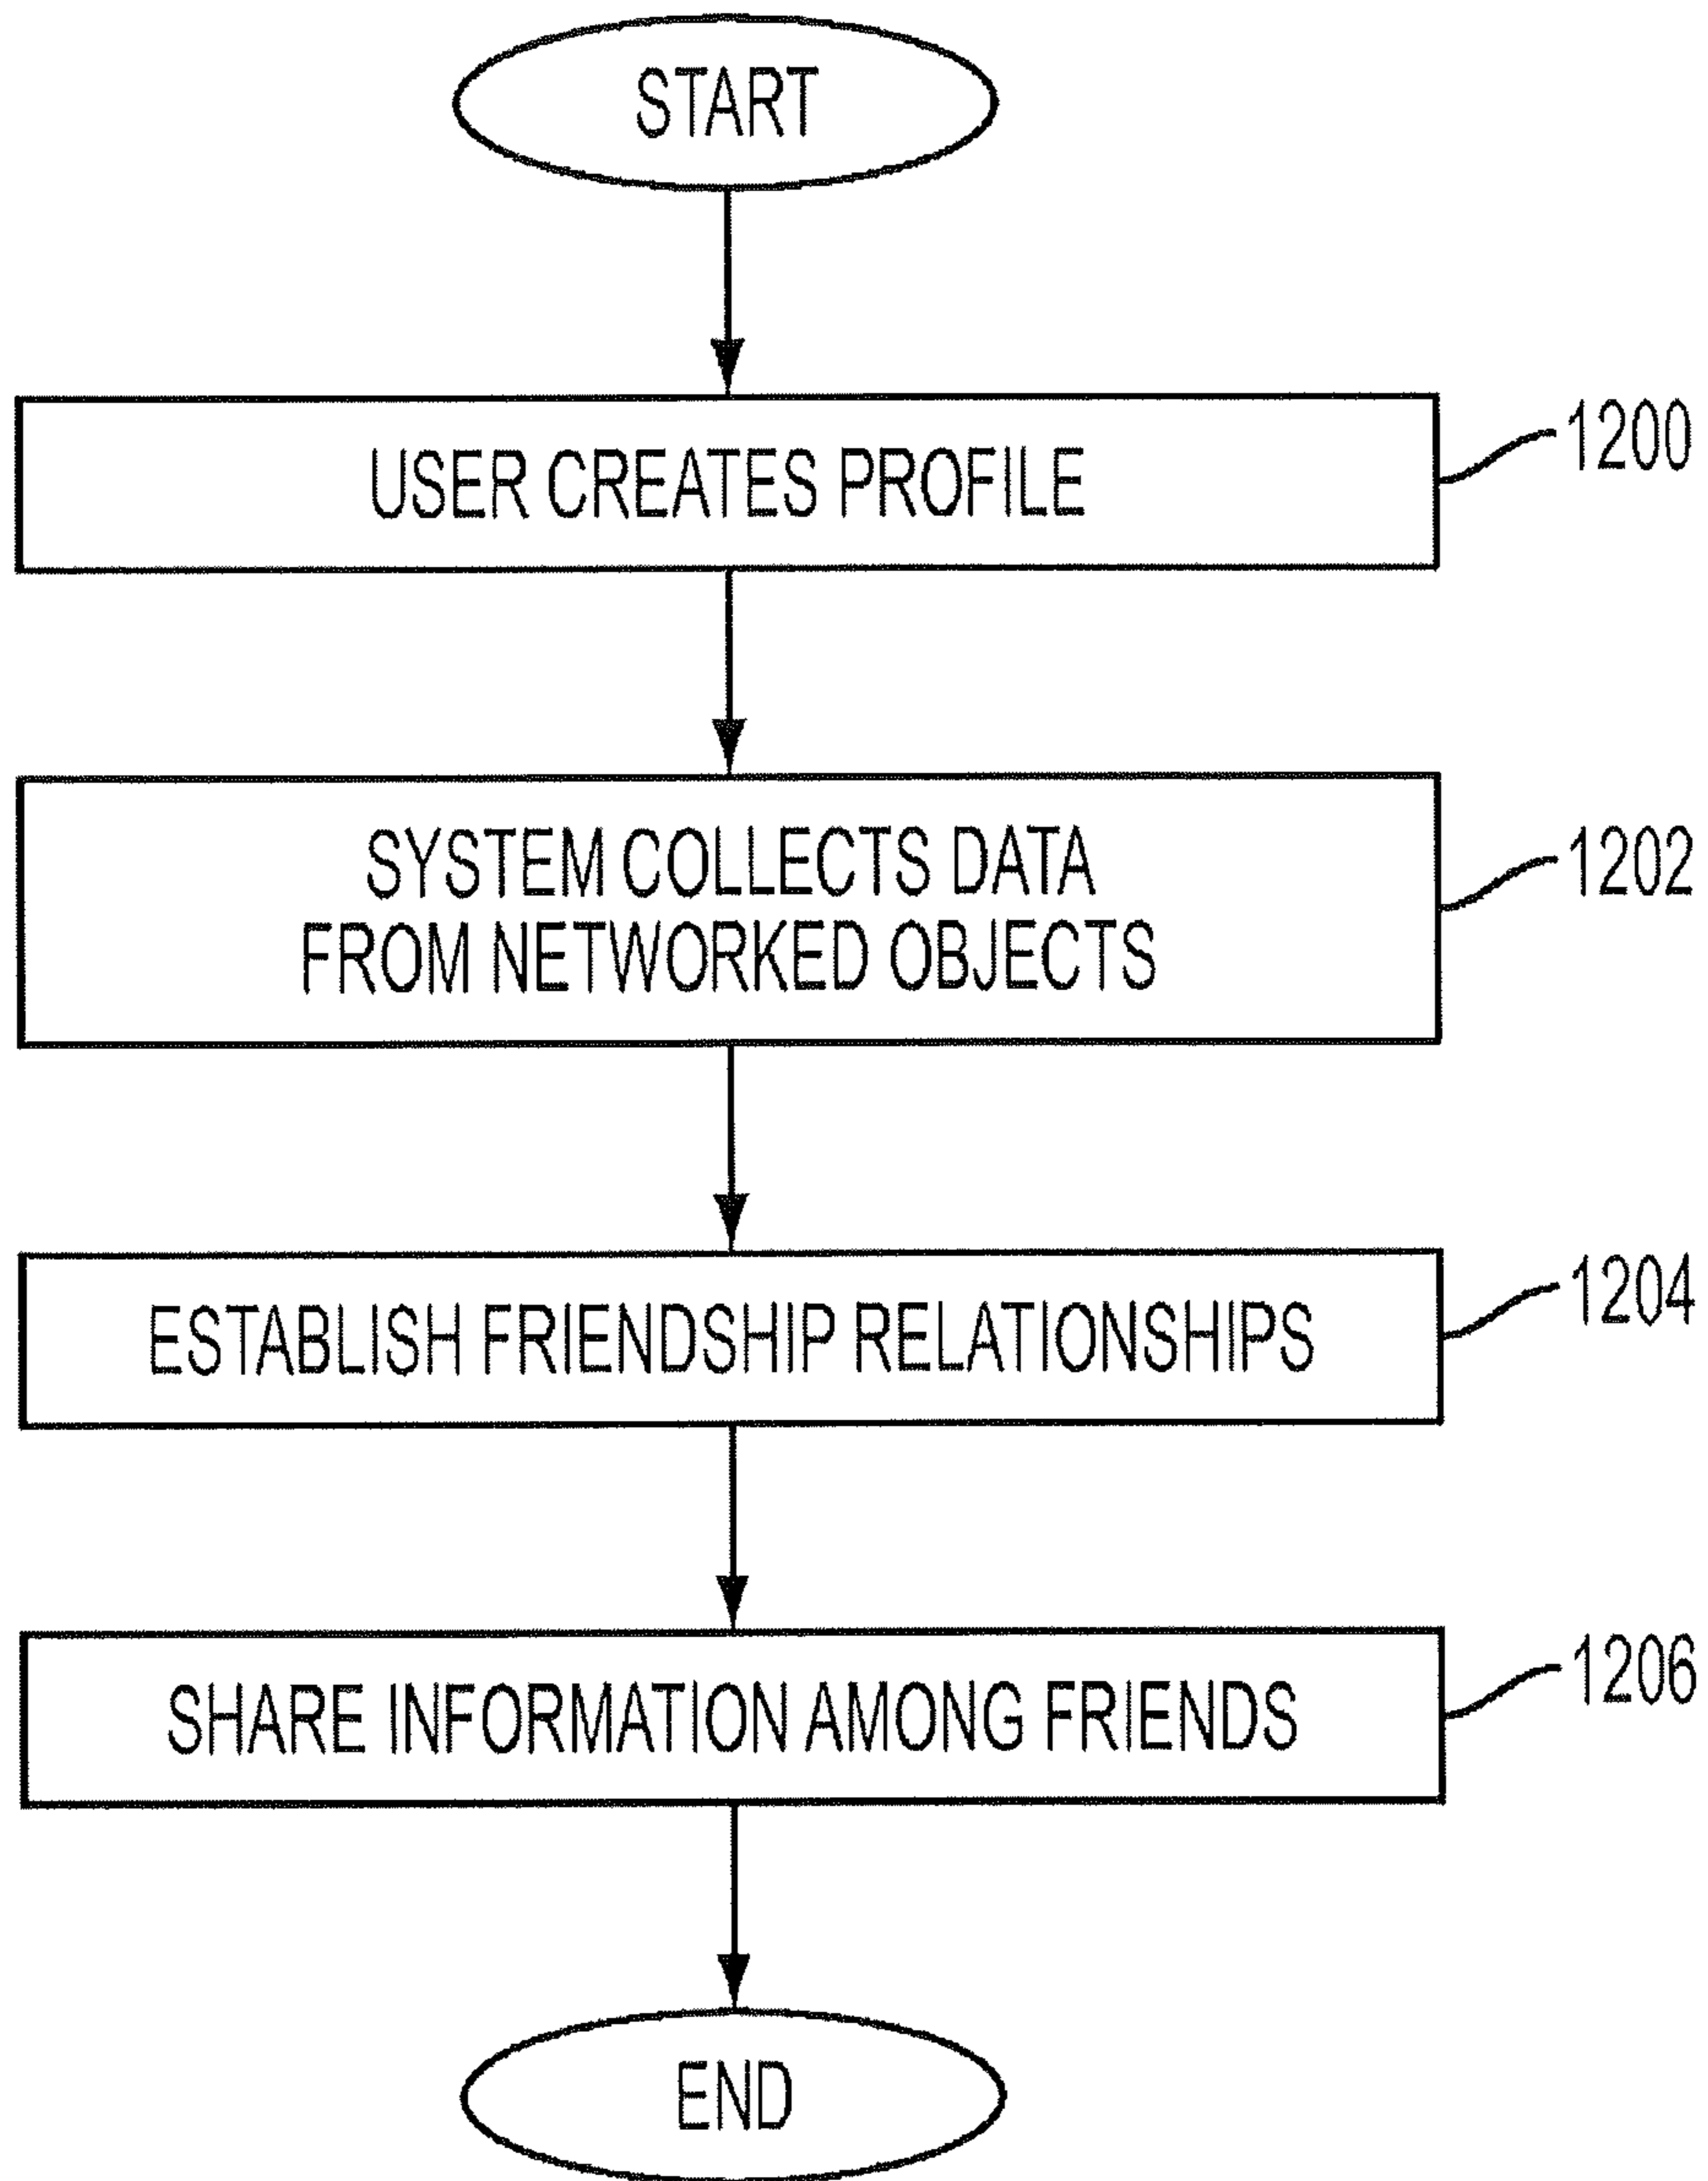 START
USER CREATES PROFILE
1200
SYSTEM COLLECTS DATA
FROM NETWORKED OBJECTS
1202
ESTABLISH FRIENDSHIP RELATIONSHIPS
1204
SHARE INFORMATION AMONG FRIENDS
1206
END